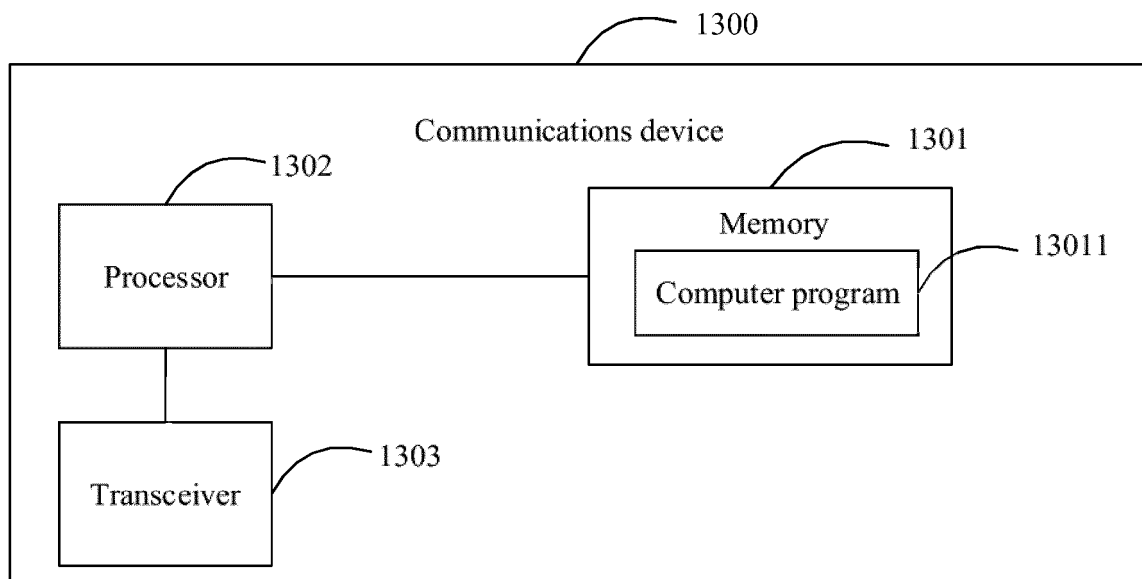 1300
Communications device
1301
1302
Memory
13011
Processor
Computer program
1303
Transceiver